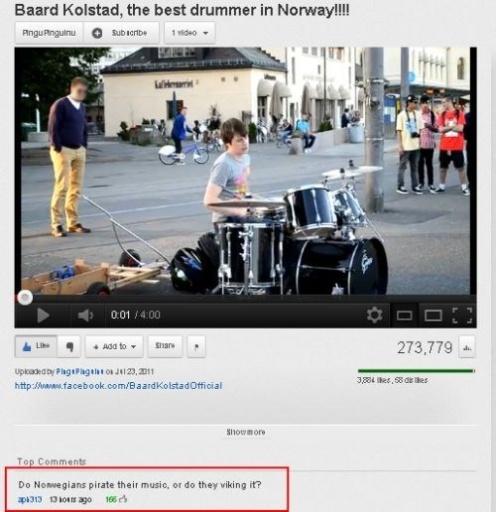 Baard Kolstad, the best drummer in Norway!!!!
PinguPinguinu Subscribe 1 video
Kaffebrenneriet
0:01 / 4:00
Like Add to Share
273,779
Uploaded by PinguPinguinu on Jul 23, 2011
3,884 likes, 58 dislikes
http://www.facebook.com/BaardKolstadOfficial
Show more
Top Comments
Do Norwegians pirate their music, or do they viking it?
apk313 13 hours ago 166